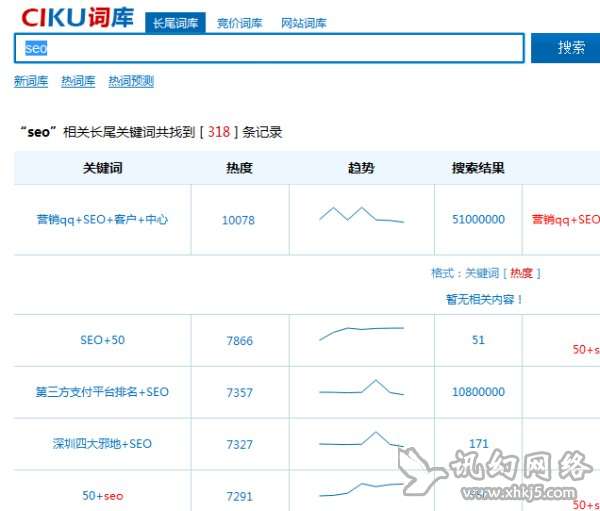 CIKU词库 长尾词库 竞价词库 网站词库
seo 搜索
新词库 热词库 热词预测
“seo”相关长尾关键词共找到 [ 318 ] 条记录
关键词 热度 趋势 搜索结果
营销qq+SEO+客户+中心 10078 51000000 营销qq+SEO
格式：关键词 [ 热度 ]
暂无相关内容！
SEO+50 7866 51
50+s
第三方支付平台排名+SEO 7357 10800000
深圳四大邪地+SEO 7327 171
讯幻网络
50+seo 7291
www.xhkj5.com
50+s